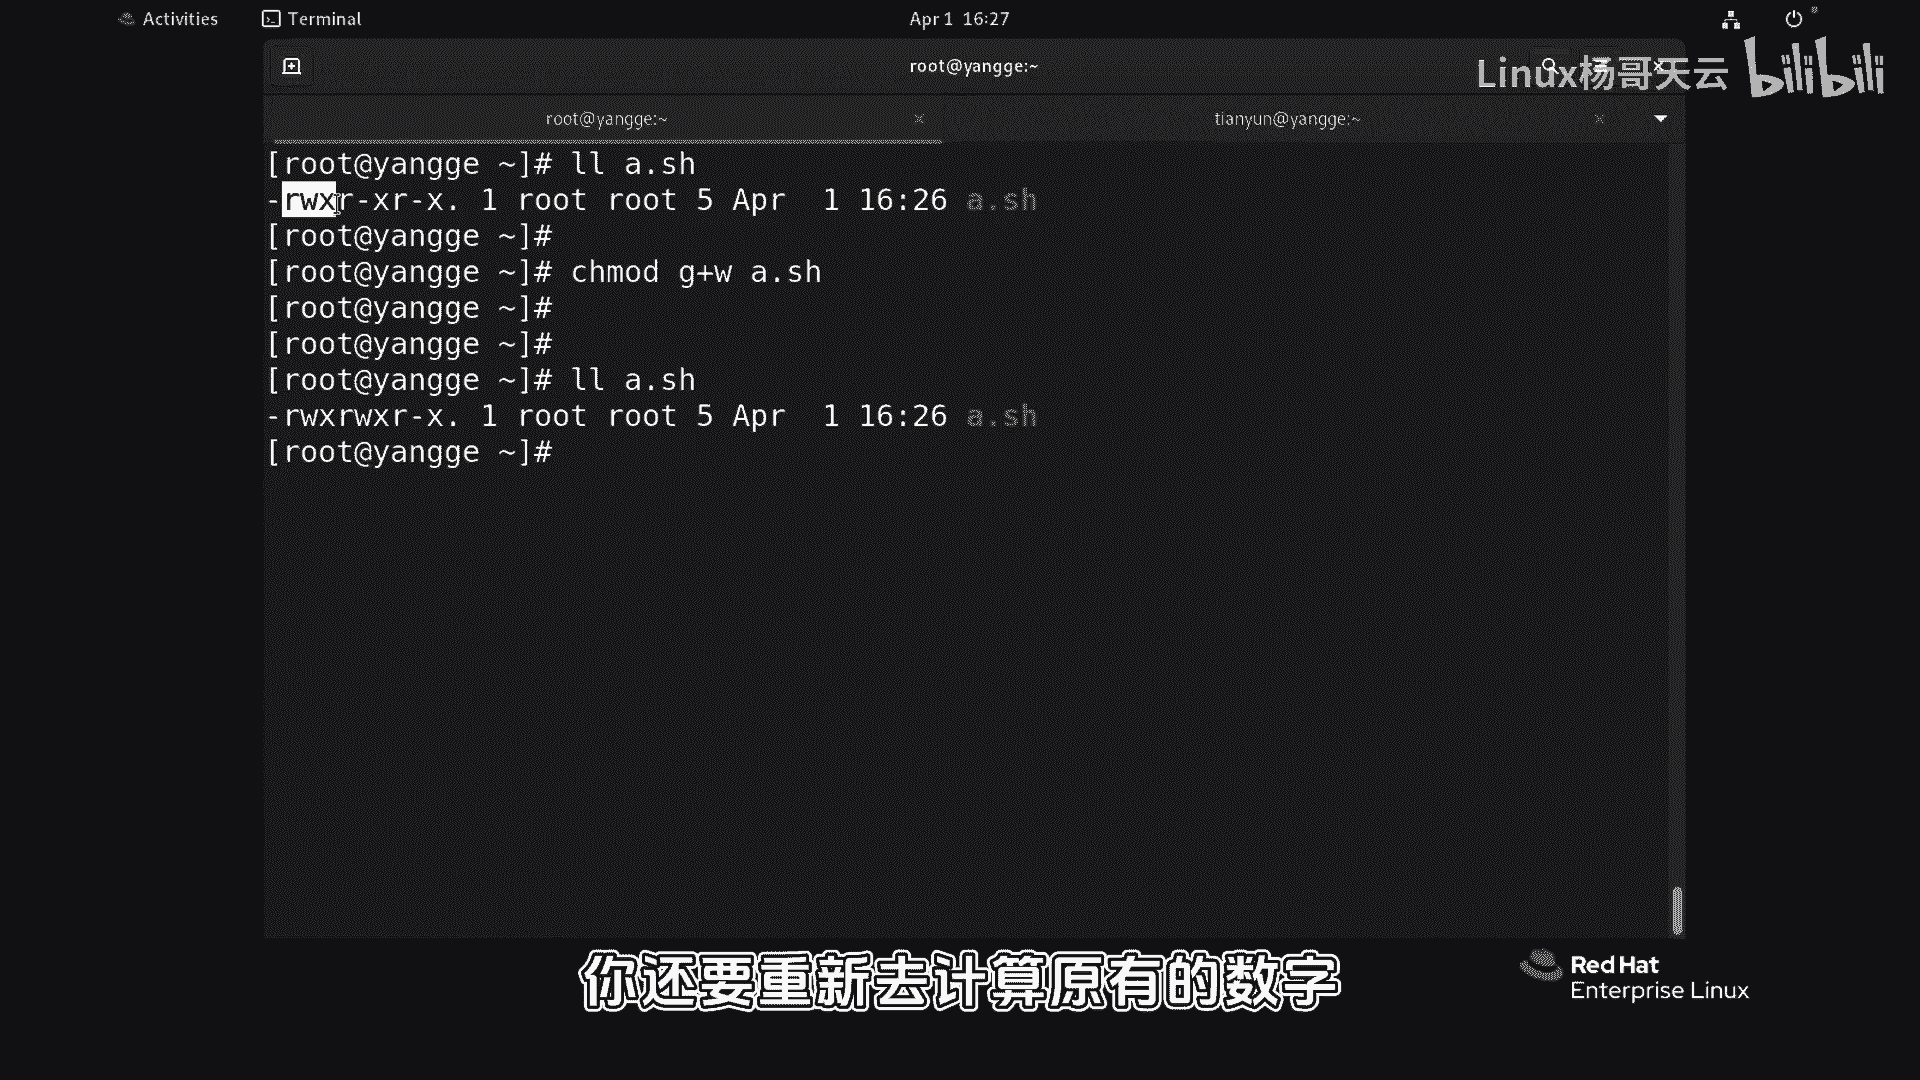 Activities
Terminal
Apr 1 16:27
root@yangge:~
Linux杨哥天云 bilibili
root@yangge:~
tianyun@yangge:~
[root@yangge ~]# ll a.sh
-rwxr-xr-x. 1 root root 5 Apr  1 16:26 a.sh
[root@yangge ~]#
[root@yangge ~]# chmod g+w a.sh
[root@yangge ~]#
[root@yangge ~]#
[root@yangge ~]# ll a.sh
-rwxrwxr-x. 1 root root 5 Apr  1 16:26 a.sh
[root@yangge ~]#
你还要重新去计算原有的数字
Red Hat
Enterprise Linux